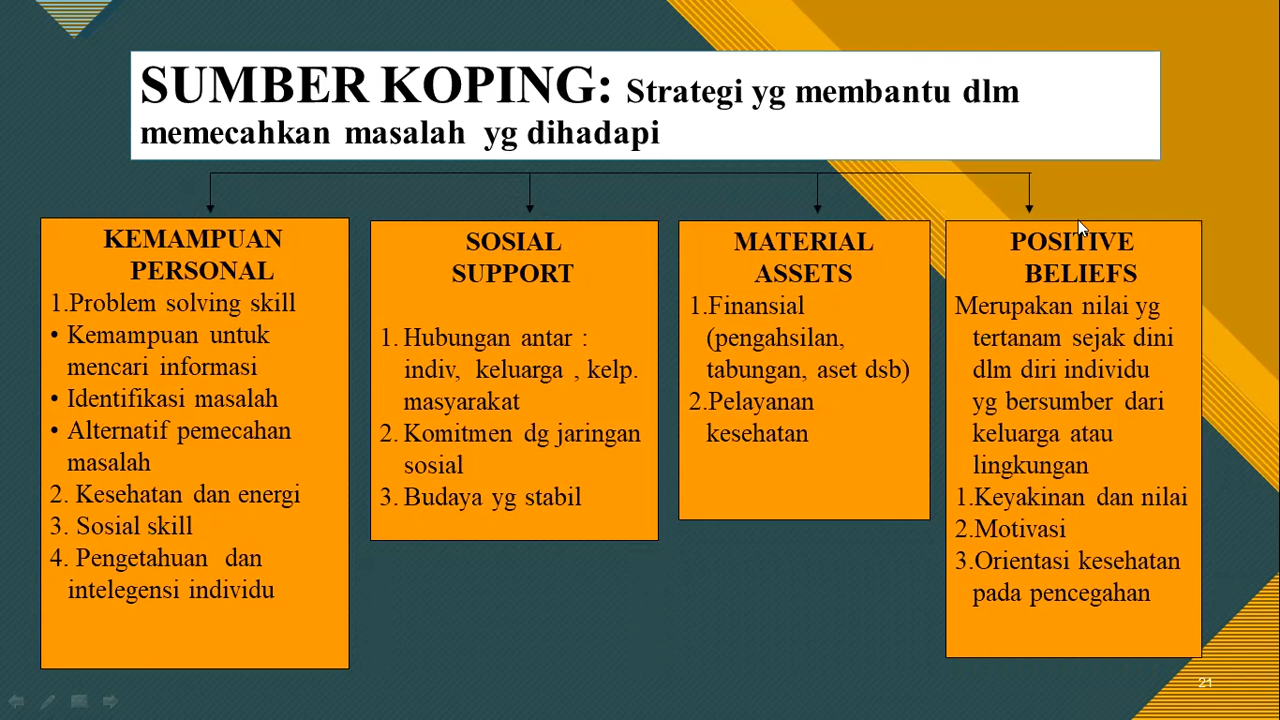 SUMBER KOPING: Strategi yg membantu dlm
memecahkan masalah yg dihadapi
KEMAMPUAN
PERSONAL
1.Problem solving skill
• Kemampuan untuk
mencari informasi
• Identifikasi masalah
• Alternatif pemecahan
masalah
2. Kesehatan dan energi
3. Sosial skill
4. Pengetahuan dan
intelegensi individu
SOSIAL
SUPPORT
1. Hubungan antar :
indiv, keluarga , kelp.
masyarakat
2. Komitmen dg jaringan
sosial
3. Budaya yg stabil
MATERIAL
ASSETS
1.Finansial
(pengahsilan,
tabungan, aset dsb)
2.Pelayanan
kesehatan
POSITIVE
BELIEFS
Merupakan nilai yg
tertanam sejak dini
dlm diri individu
yg bersumber dari
keluarga atau
lingkungan
1.Keyakinan dan nilai
2.Motivasi
3.Orientasi kesehatan
pada pencegahan
21